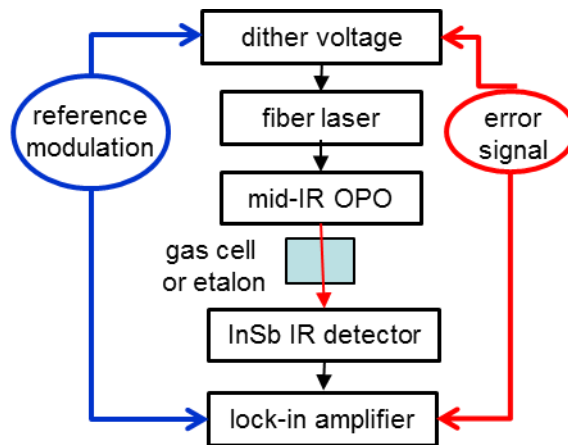 dither voltage
reference
modulation
fiber laser
error
signal
mid-IR OPO
gas cell
or etalon
InSb IR detector
lock-in amplifier